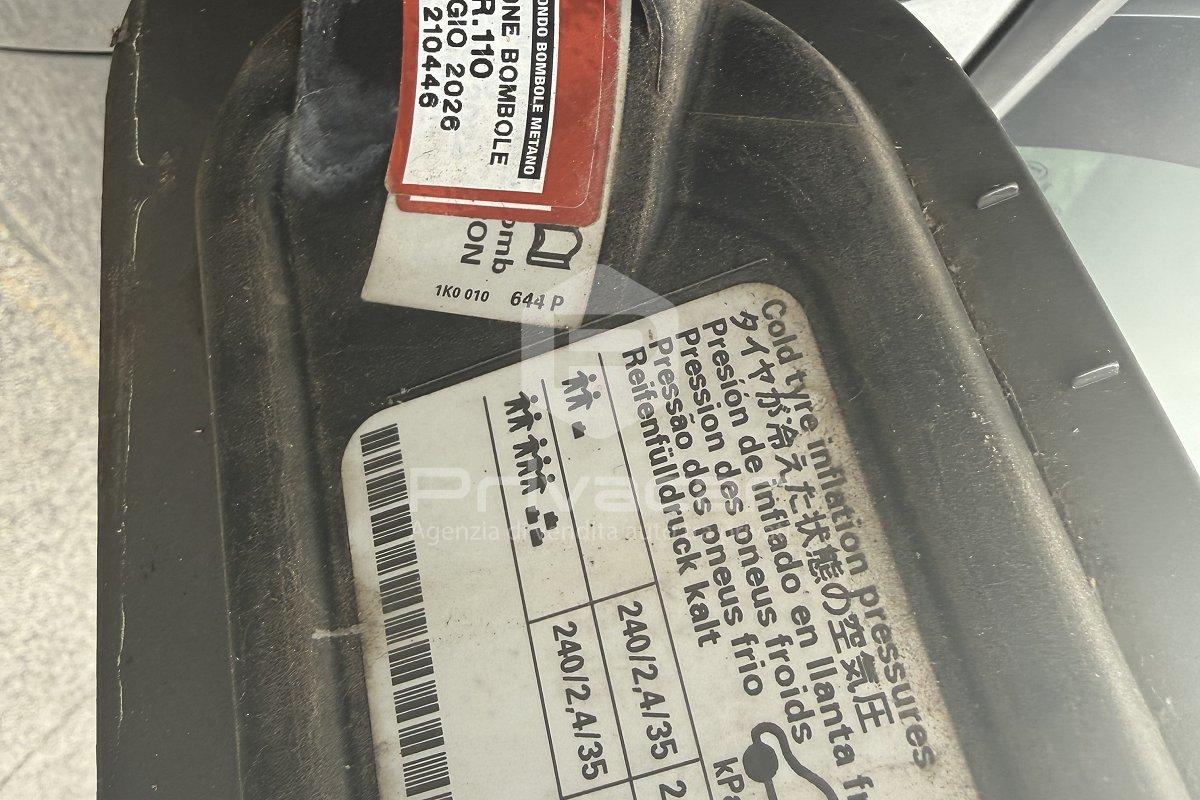 ONDO BOMBOLE METANO
ONE BOMBOLE
R.110
GIO 2026
210446
omb
ON
1K0 010 644 P
Cold tyre inflation pressures
タイヤが冷えた状態の空気圧
Presión de inflado en llanta fr
Pression des pneus froids
Pressão dos pneus frio
Reifenfülldruck kalt
kPa
240/2,4/35
2
240/2,4/35
Agenzia di vendita auto